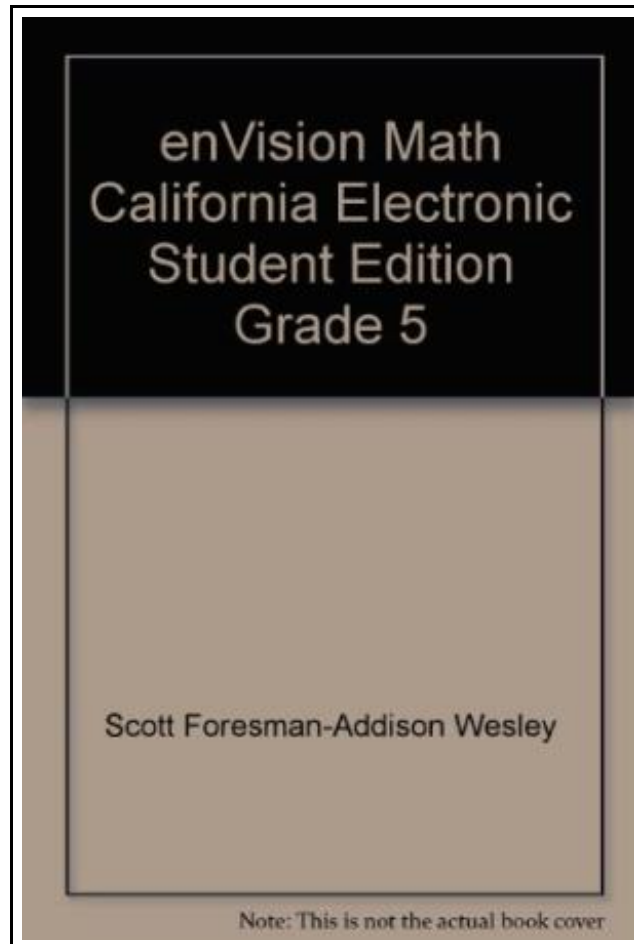 enVision Math
California Electronic
Student Edition
Grade 5
Scott Foresman-Addison Wesley
Note: This is not the actual book cover